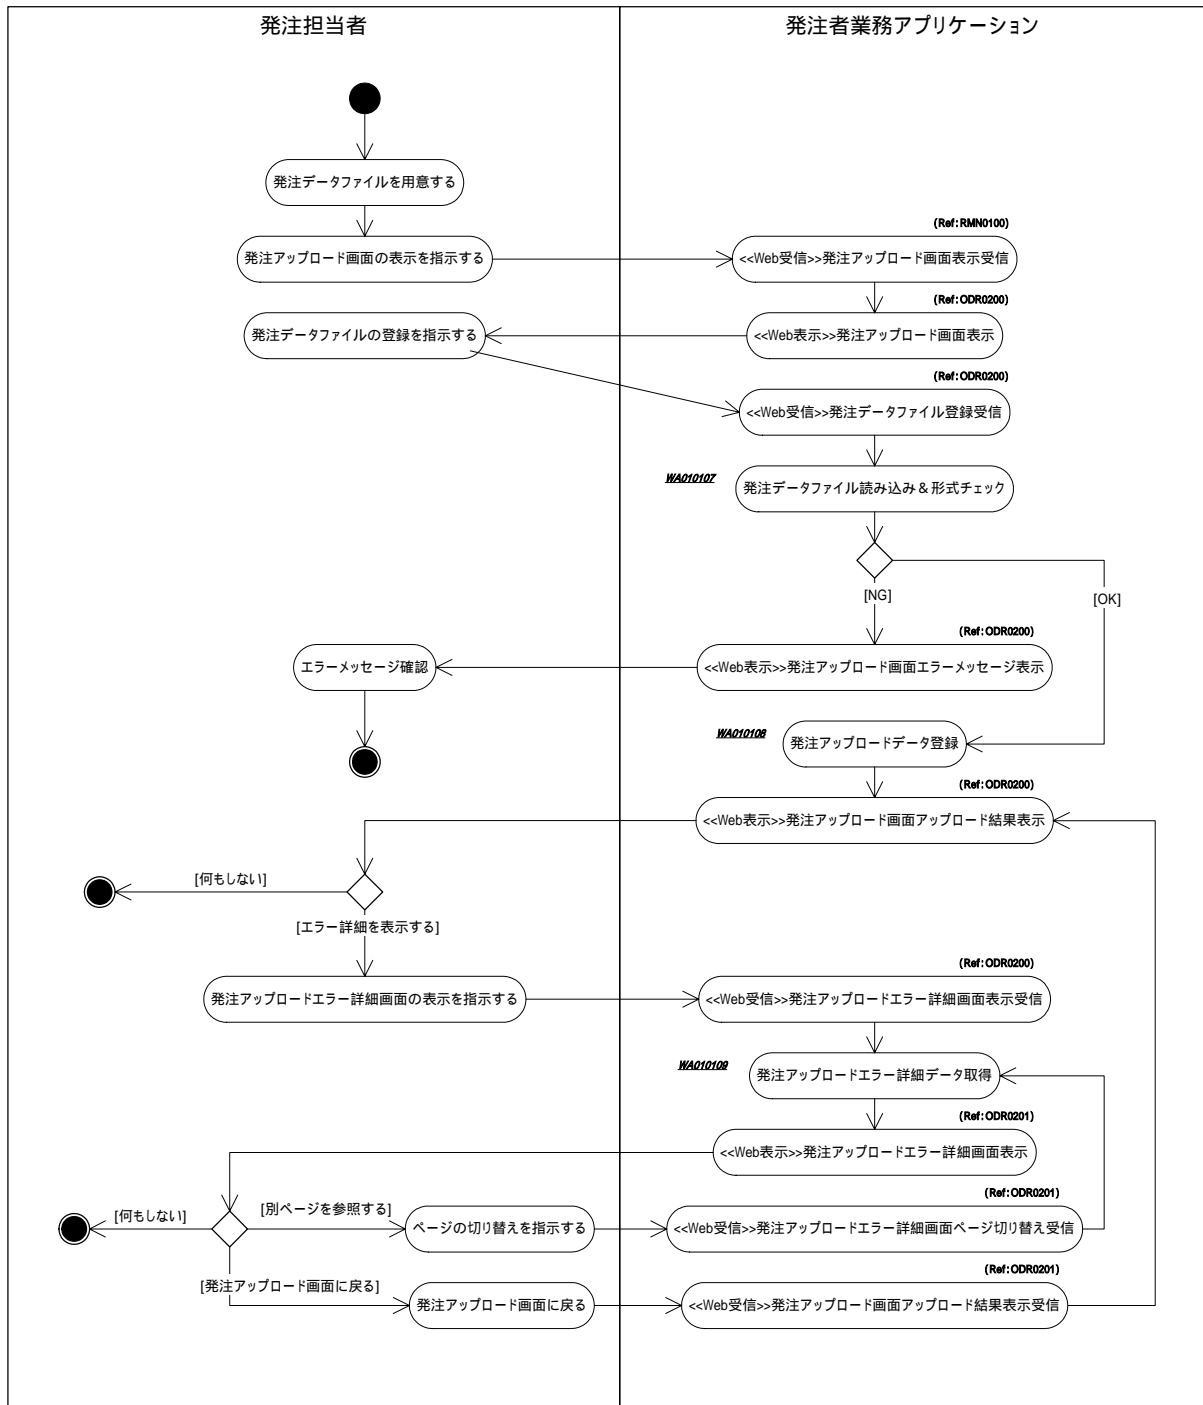 発注担当者
発注者業務アプリケーション
発注データファイルを用意する
(Ref:RMN0100)
発注アップロード画面の表示を指示する
<<Web受信>>発注アップロード画面表示受信
(Ref:ODR0200)
発注データファイルの登録を指示する
<<Web表示>>発注アップロード画面表示
(Ref:ODR0200)
<<Web受信>>発注データファイル登録受信
WA010107
発注データファイル読み込み＆形式チェック
[NG]
[OK]
(Ref:ODR0200)
エラーメッセージ確認
<<Web表示>>発注アップロード画面エラーメッセージ表示
WA010108
発注アップロードデータ登録
(Ref:ODR0200)
<<Web表示>>発注アップロード画面アップロード結果表示
[何もしない]
[エラー詳細を表示する]
(Ref:ODR0200)
発注アップロードエラー詳細画面の表示を指示する
<<Web受信>>発注アップロードエラー詳細画面表示受信
WA010109
発注アップロードエラー詳細データ取得
(Ref:ODR0201)
<<Web表示>>発注アップロードエラー詳細画面表示
(Ref:ODR0201)
[何もしない]
[別ページを参照する]
ページの切り替えを指示する
<<Web受信>>発注アップロードエラー詳細画面ページ切り替え受信
(Ref:ODR0201)
[発注アップロード画面に戻る]
発注アップロード画面に戻る
<<Web受信>>発注アップロード画面アップロード結果表示受信